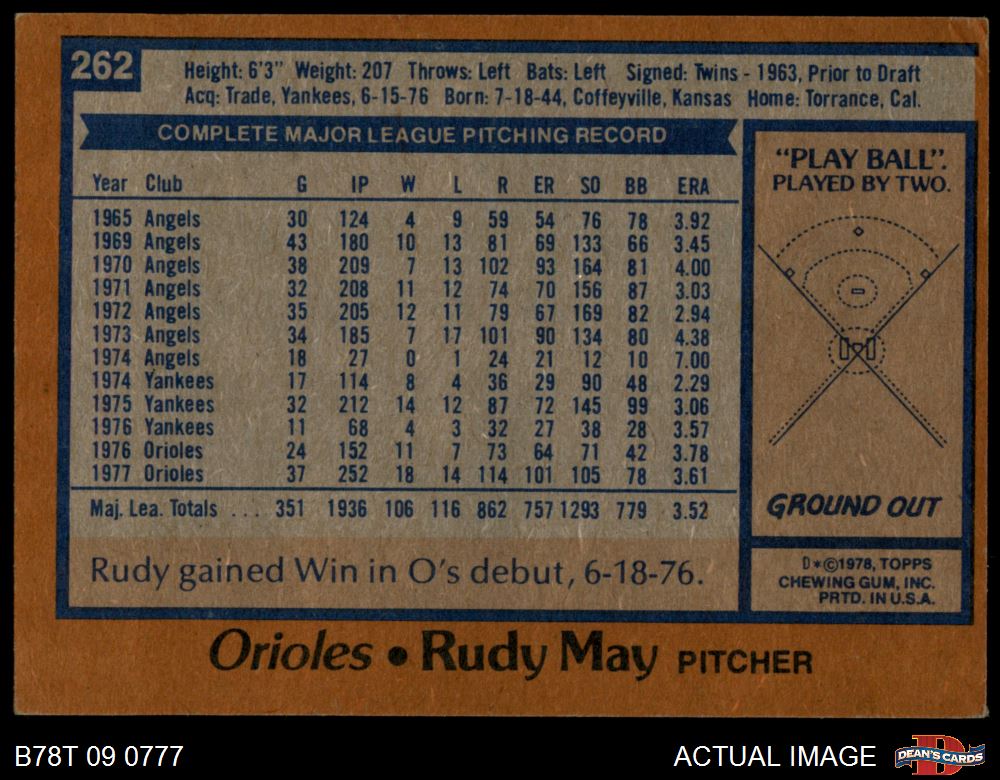 262
Height: 6'3" Weight: 207 Throws: Left Bats: Left Signed: Twins - 1963, Prior to Draft
Acq: Trade, Yankees, 6-15-76 Born: 7-18-44, Coffeyville, Kansas Home: Torrance, Cal.
COMPLETE MAJOR LEAGUE PITCHING RECORD
Year Club G IP W L R ER SO BB ERA
1965 Angels 30 124 4 9 59 54 76 78 3.92
1969 Angels 43 180 10 13 81 69 133 66 3.45
1970 Angels 38 209 7 13 102 93 164 81 4.00
1971 Angels 32 208 11 12 74 70 156 87 3.03
1972 Angels 35 205 12 11 79 67 169 82 2.94
1973 Angels 34 185 7 17 101 90 134 80 4.38
1974 Angels 18 27 0 1 24 21 12 10 7.00
1974 Yankees 17 114 8 4 36 29 90 48 2.29
1975 Yankees 32 212 14 12 87 72 145 99 3.06
1976 Yankees 11 68 4 3 32 27 38 28 3.57
1976 Orioles 24 152 11 7 73 64 71 42 3.78
1977 Orioles 37 252 18 14 114 101 105 78 3.61
Maj. Lea. Totals ... 351 1936 106 116 862 757 1293 779 3.52
Rudy gained Win in O's debut, 6-18-76.
"PLAY BALL".
PLAYED BY TWO.
GROUND OUT
D*©1978, TOPPS
CHEWING GUM, INC.
PRTD. IN U.S.A.
Orioles • Rudy May PITCHER
B78T 09 0777
ACTUAL IMAGE
DEAN'S CARDS